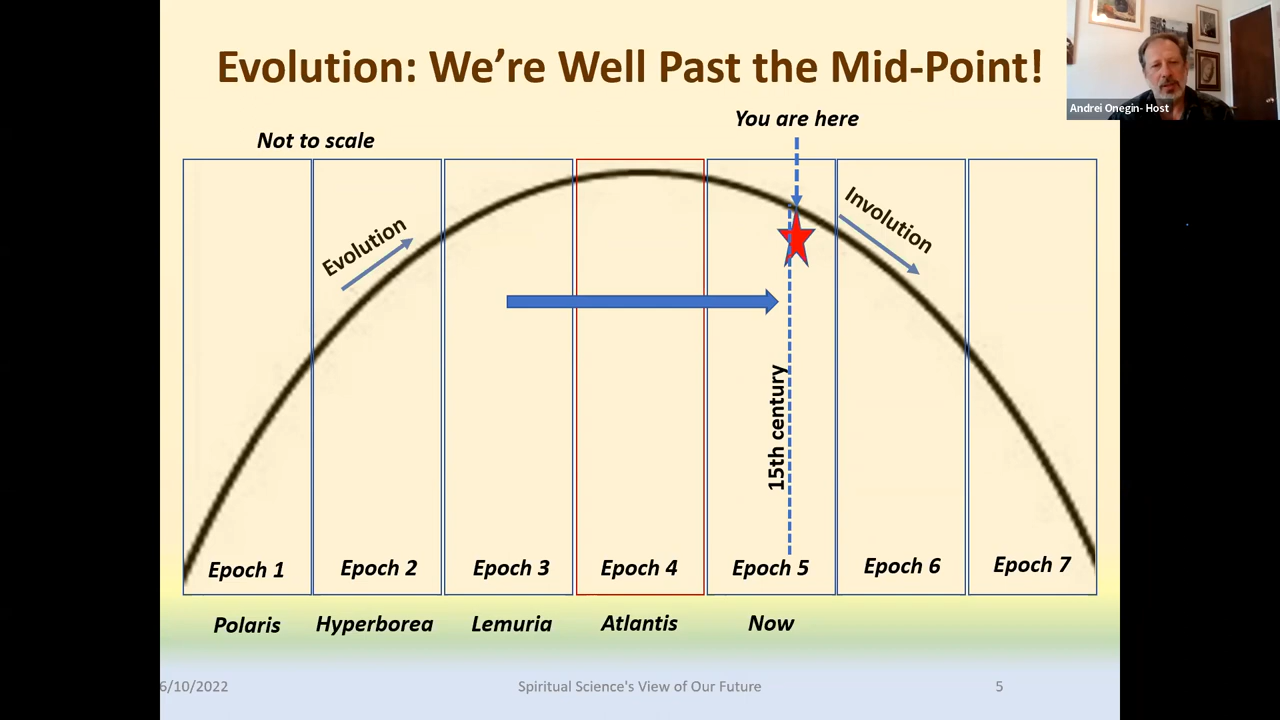 Evolution: We're Well Past the Mid-Point!
Andrei Onegin- Host
You are here
Not to scale
Evolution
Involution
15th century
Epoch 1
Epoch 2
Epoch 3
Epoch 4
Epoch 5
Epoch 6
Epoch 7
Polaris
Hyperborea
Lemuria
Atlantis
Now
6/10/2022
Spiritual Science's View of Our Future
5